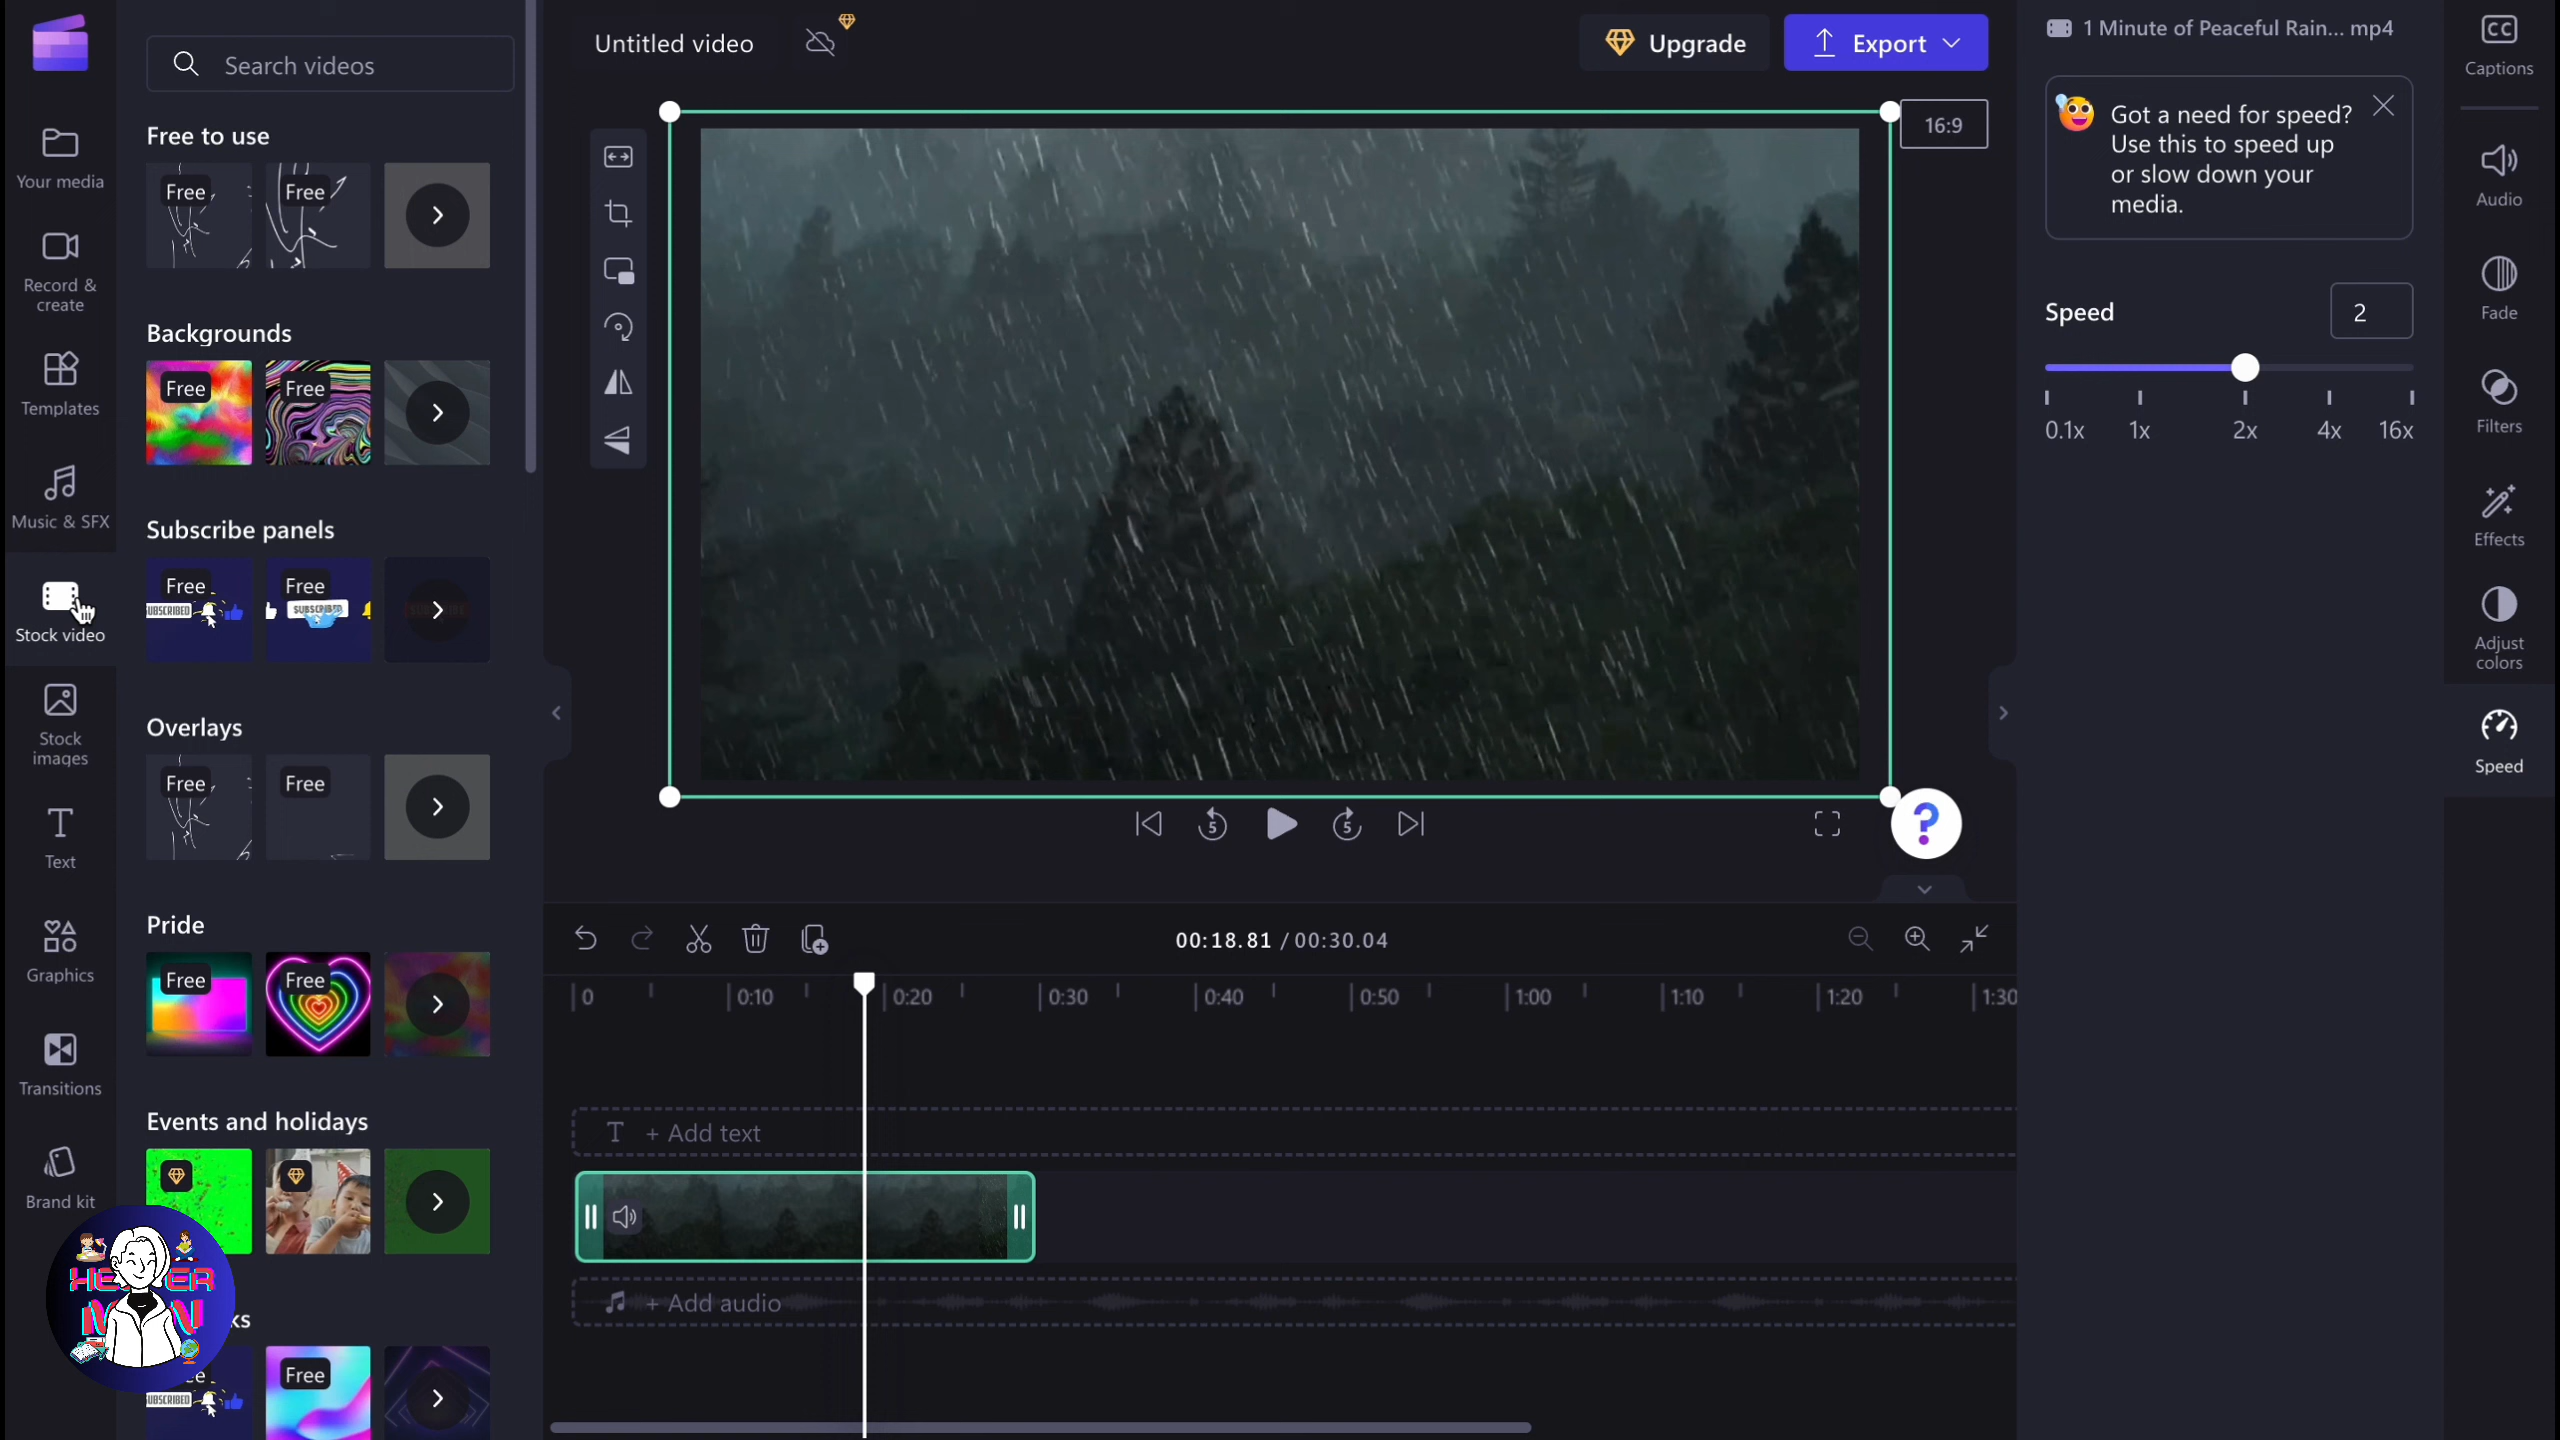 Your media
Record &
create
Templates
Music & SFX
Stock video
Stock
images
Text
Graphics
Transitions
Brand kit
Search videos
Free to use
Free
Free
Backgrounds
Free
Free
Subscribe panels
Free
Free
SUBSCRIBED
Overlays
Free
Free
Pride
Free
Free
Events and holidays
ks
Free
Untitled video
Upgrade
Export
16:9
5
5
?
00:18.81 / 00:30.04
0
0:10
0:20
0:30
0:40
0:50
1:00
1:10
1:20
1:30
T + Add text
+ Add audio
1 Minute of Peaceful Rain... mp4
Got a need for speed?
Use this to speed up
or slow down your
media.
Speed
2
0.1x
1x
2x
4x
16x
CC
Captions
Audio
Fade
Filters
Effects
Adjust
colors
Speed